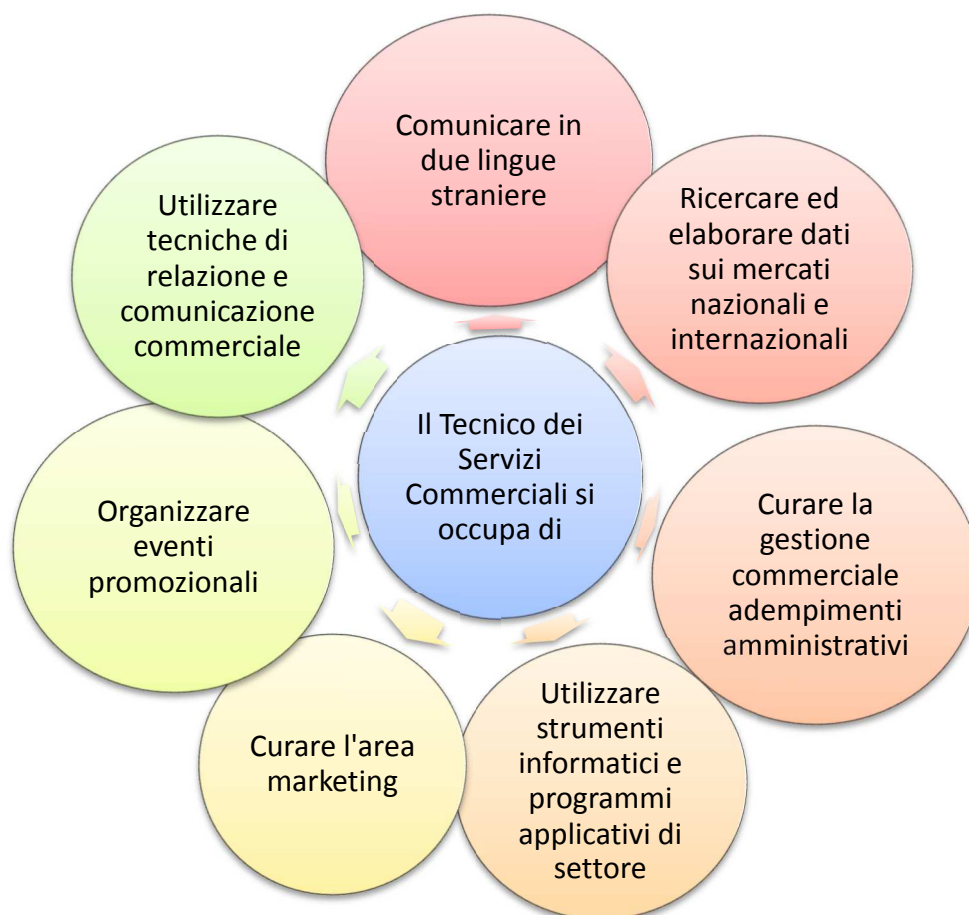 Comunicare in
due lingue
straniere
Ricercare ed
elaborare dati
sui mercati
nazionali e
internazionali
Curare la
gestione
commerciale
adempimenti
amministrativi
Utilizzare
strumenti
informatici e
programmi
applicativi di
settore
Curare l'area
marketing
Organizzare
eventi
promozionali
Utilizzare
tecniche di
relazione e
comunicazione
commerciale
Il Tecnico dei
Servizi
Commerciali si
occupa di